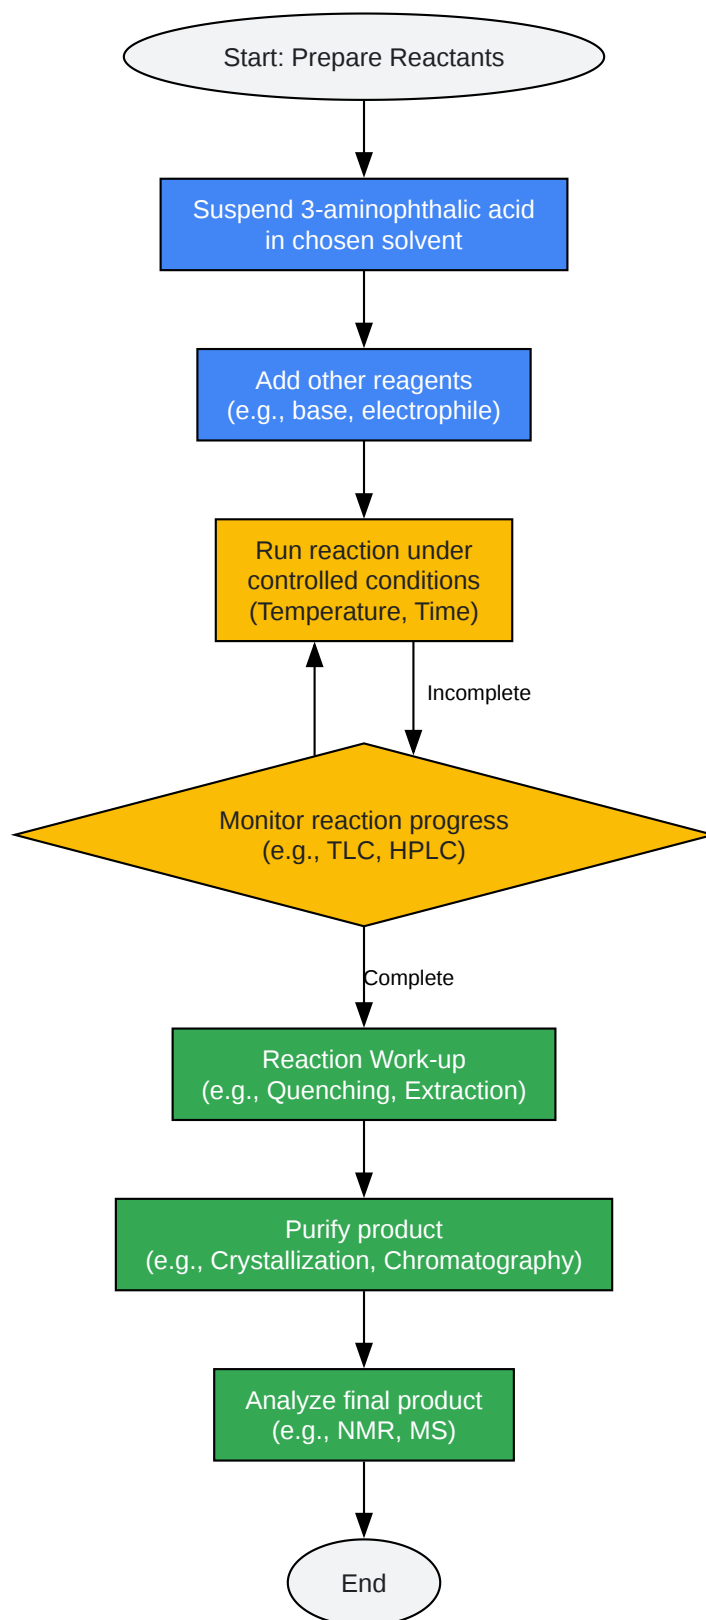 Start: Prepare Reactants
Suspend 3-aminophthalic acid
in chosen solvent
Add other reagents
(e.g., base, electrophile)
Run reaction under
controlled conditions
(Temperature, Time)
Incomplete
Monitor reaction progress
(e.g., TLC, HPLC)
Complete
Reaction Work-up
(e.g., Quenching, Extraction)
Purify product
(e.g., Crystallization, Chromatography)
Analyze final product
(e.g., NMR, MS)
End